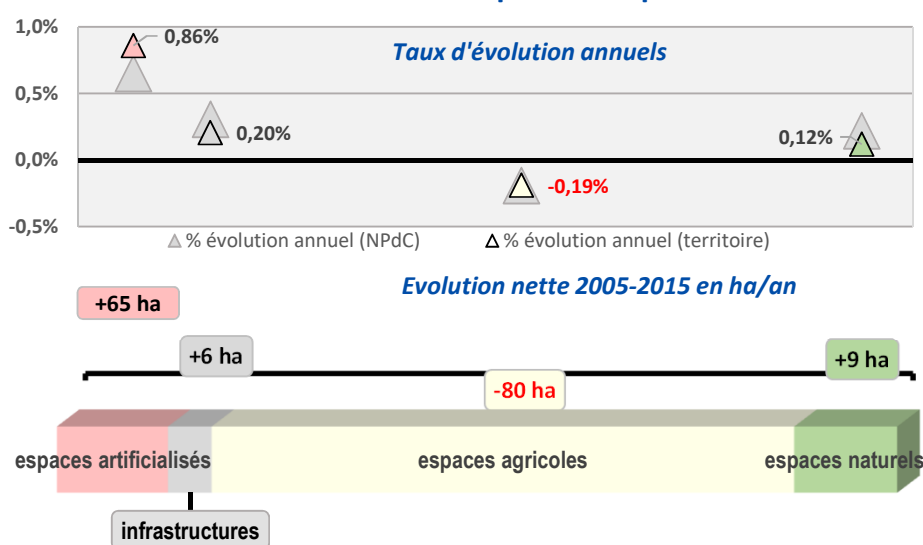 1,0%
0,86%
Taux d'évolution annuels
0,5%
0,20%
0,12%
0,0%
-0,19%
-0,5%
% évolution annuel (NPdC)
% évolution annuel (territoire)
Evolution nette 2005-2015 en ha/an
+65 ha
+6 ha
+9 ha
-80 ha
espaces artificialisés
espaces agricoles
espaces naturels
infrastructures